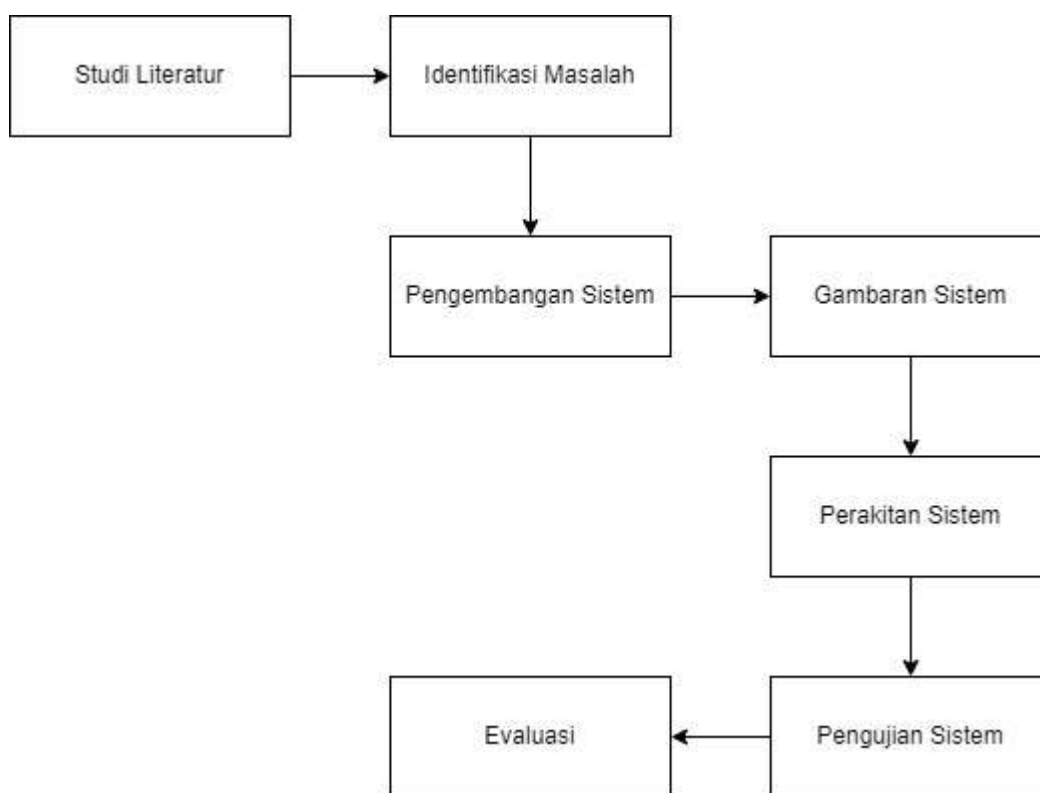 Studi Literatur
Identifikasi Masalah
Pengembangan Sistem
Gambaran Sistem
Perakitan Sistem
Pengujian Sistem
Evaluasi